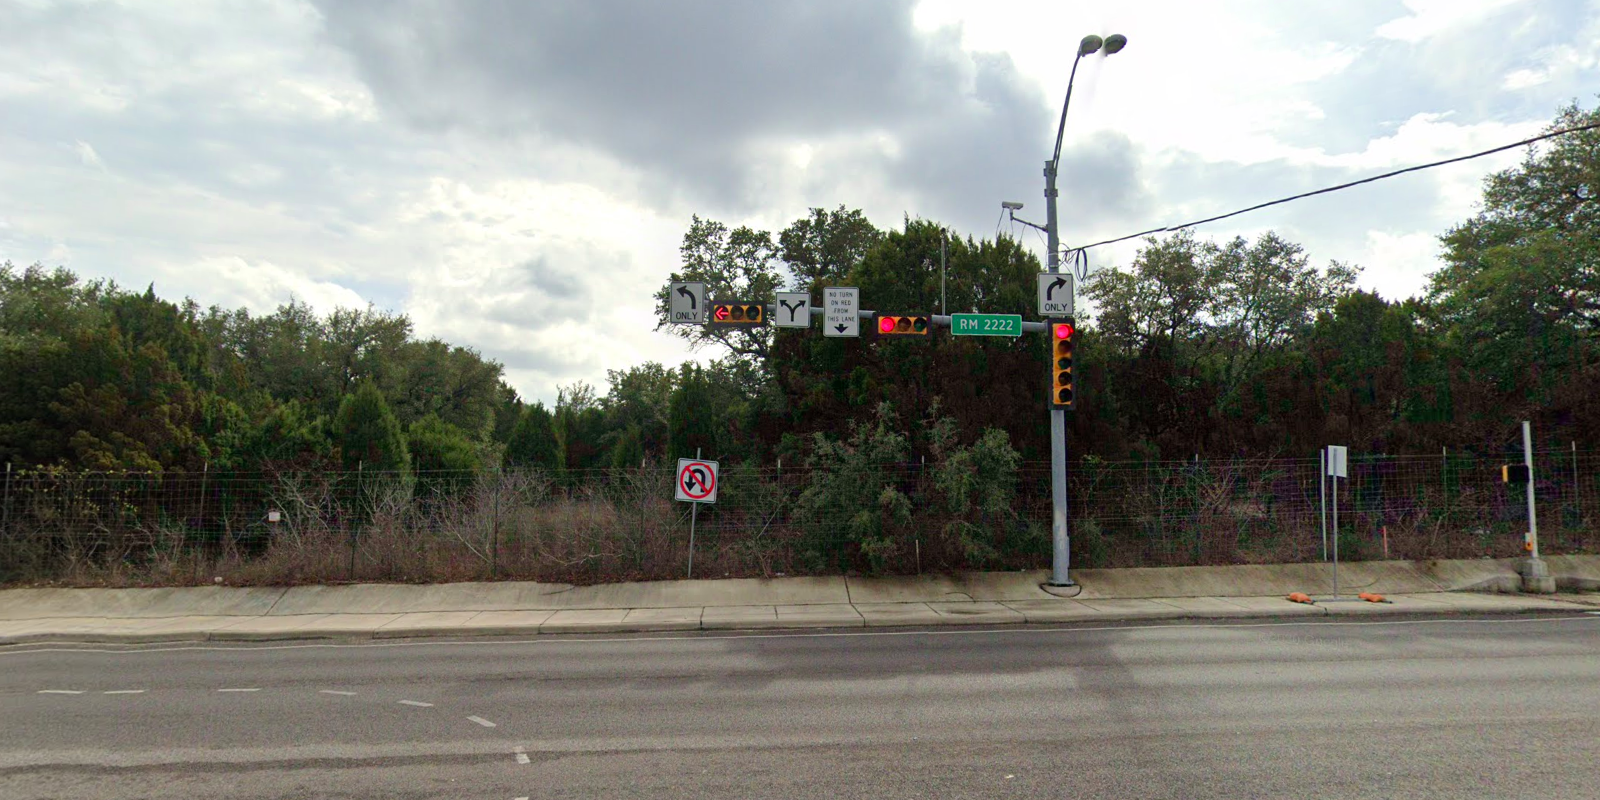 ONLY
NO TURN
ON RED
FROM
THIS LANE
RM 2222
ONLY